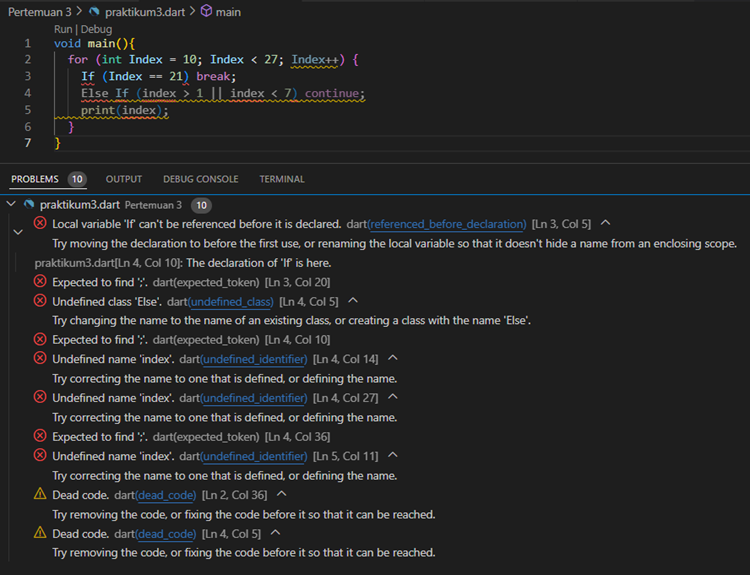 Pertemuan 3 > praktikum3.dart > main
Run | Debug
1 void main(){
2 for (int Index = 10; Index < 27; Index++) {
3 If (Index == 21) break;
4 Else If (index > 1 || index < 7) continue;
5 print(index);
6 }
7 }
PROBLEMS 10 OUTPUT DEBUG CONSOLE TERMINAL
praktikum3.dart Pertemuan 3 10
Local variable 'If' can't be referenced before it is declared. dart(referenced_before_declaration) [Ln 3, Col 5]
Try moving the declaration to before the first use, or renaming the local variable so that it doesn't hide a name from an enclosing scope.
praktikum3.dart[Ln 4, Col 10]: The declaration of 'If' is here.
Expected to find ';'. dart(expected_token) [Ln 3, Col 20]
Undefined class 'Else'. dart(undefined_class) [Ln 4, Col 5]
Try changing the name to the name of an existing class, or creating a class with the name 'Else'.
Expected to find ';'. dart(expected_token) [Ln 4, Col 10]
Undefined name 'index'. dart(undefined_identifier) [Ln 4, Col 14]
Try correcting the name to one that is defined, or defining the name.
Undefined name 'index'. dart(undefined_identifier) [Ln 4, Col 27]
Try correcting the name to one that is defined, or defining the name.
Expected to find ';'. dart(expected_token) [Ln 4, Col 36]
Undefined name 'index'. dart(undefined_identifier) [Ln 5, Col 11]
Try correcting the name to one that is defined, or defining the name.
Dead code. dart(dead_code) [Ln 2, Col 36]
Try removing the code, or fixing the code before it so that it can be reached.
Dead code. dart(dead_code) [Ln 4, Col 5]
Try removing the code, or fixing the code before it so that it can be reached.